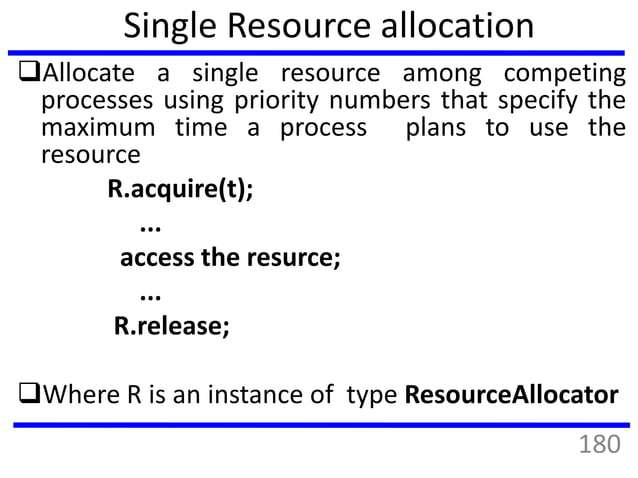 Single Resource allocation
❑Allocate a single resource among competing
processes using priority numbers that specify the
maximum time a process plans to use the
resource
R.acquire(t);
...
access the resurce;
...
R.release;
❑Where R is an instance of type ResourceAllocator
180